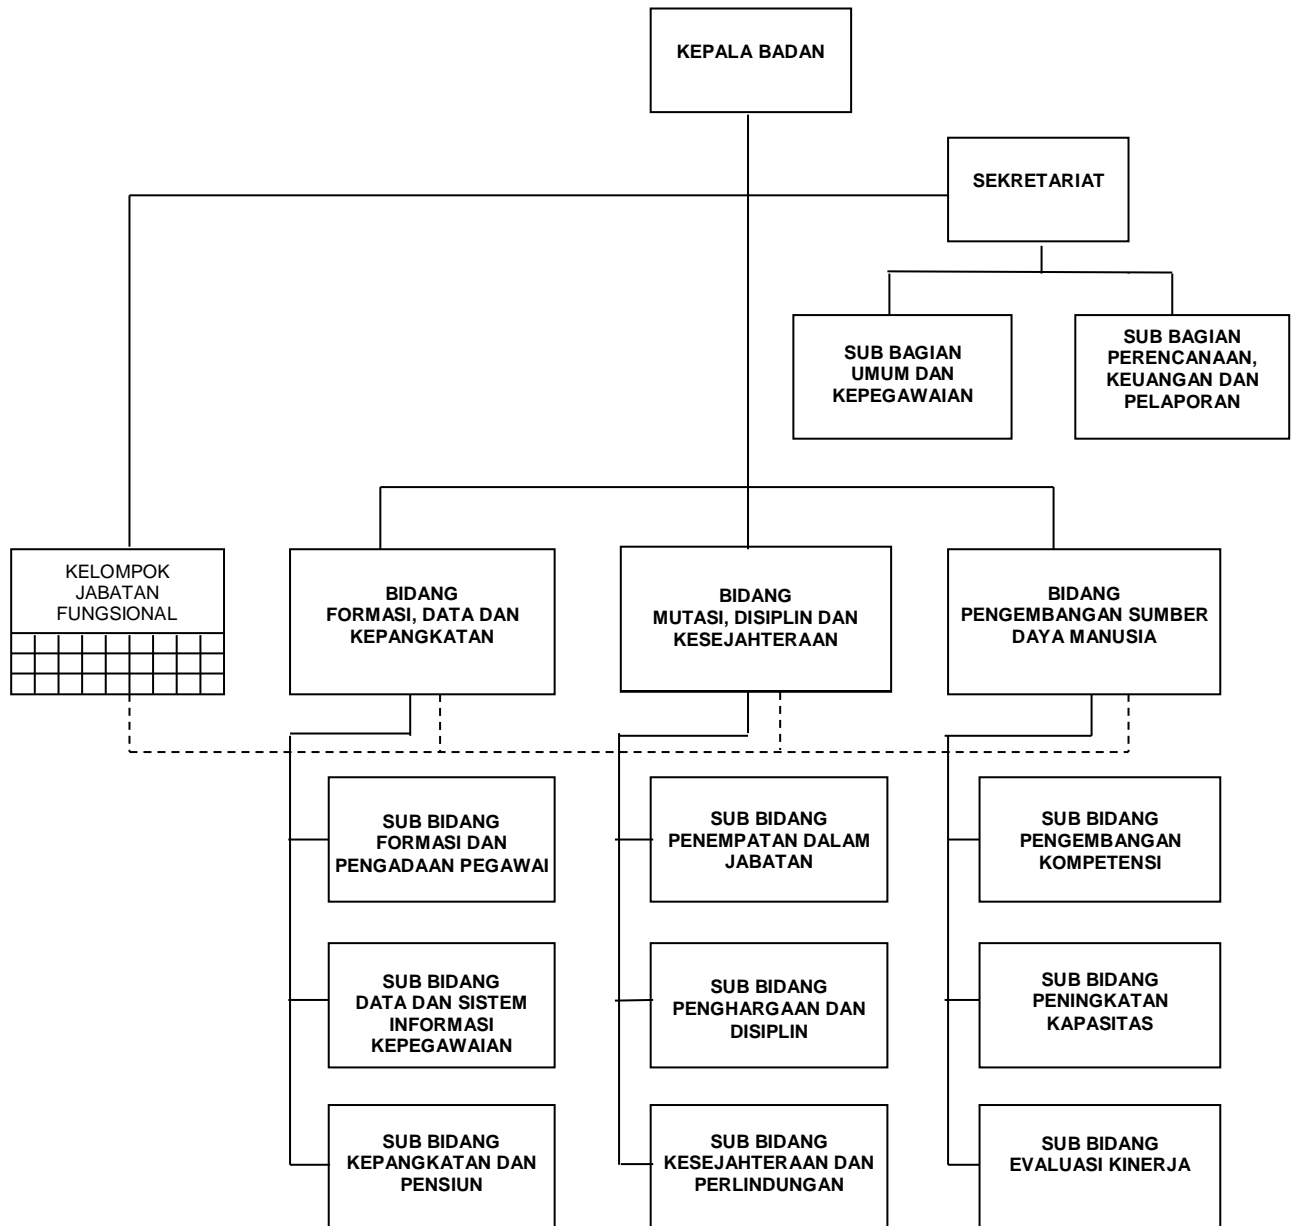 KEPALA BADAN
SEKRETARIAT
SUB BAGIAN
UMUM DAN
KEPEGAWAIAN
SUB BAGIAN
PERENCANAAN,
KEUANGAN DAN
PELAPORAN
KELOMPOK
JABATAN
FUNGSIONAL
BIDANG
FORMASI, DATA DAN
KEPANGKATAN
BIDANG
MUTASI, DISIPLIN DAN
KESEJAHTERAAN
BIDANG
PENGEMBANGAN SUMBER
DAYA MANUSIA
SUB BIDANG
FORMASI DAN
PENGADAAN PEGAWAI
SUB BIDANG
PENEMPATAN DALAM
JABATAN
SUB BIDANG
PENGEMBANGAN
KOMPETENSI
SUB BIDANG
DATA DAN SISTEM
INFORMASI
KEPEGAWAIAN
SUB BIDANG
PENGHARGAAN DAN
DISIPLIN
SUB BIDANG
PENINGKATAN
KAPASITAS
SUB BIDANG
KEPANGKATAN DAN
PENSIUN
SUB BIDANG
KESEJAHTERAAN DAN
PERLINDUNGAN
SUB BIDANG
EVALUASI KINERJA